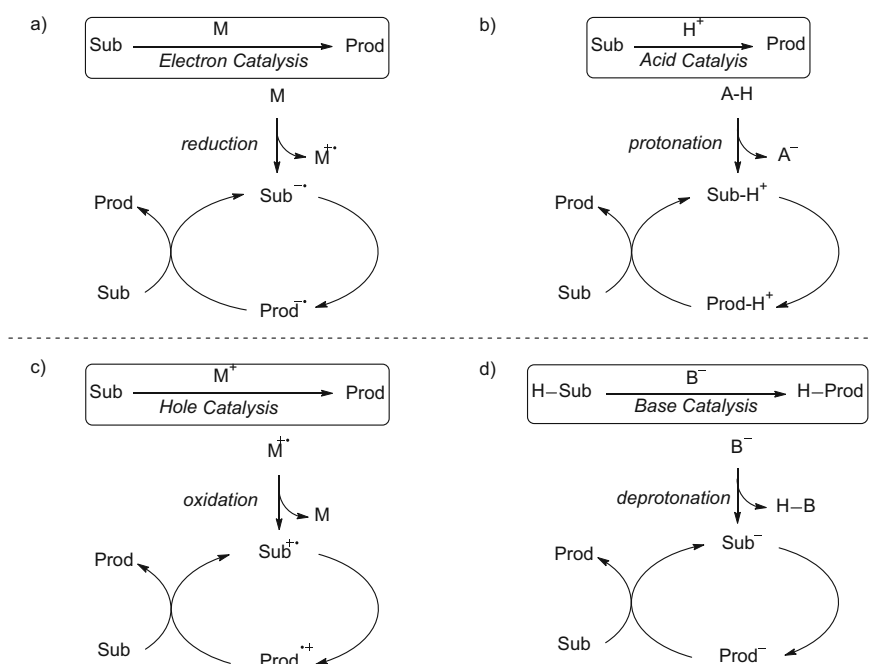 a)
M
Sub Prod
Electron Catalysis
M
reduction
M+•
Sub−•
Prod
Sub
Prod−•
b)
H+
Sub Prod
Acid Catalyis
A-H
protonation
A−
Sub-H+
Prod
Sub
Prod-H+
c)
M+
Sub Prod
Hole Catalysis
M+•
oxidation
M
Sub+•
Prod
Sub
Prod•+
d)
B−
H–Sub H–Prod
Base Catalysis
B−
deprotonation
H–B
Sub−
Prod
Sub
Prod−